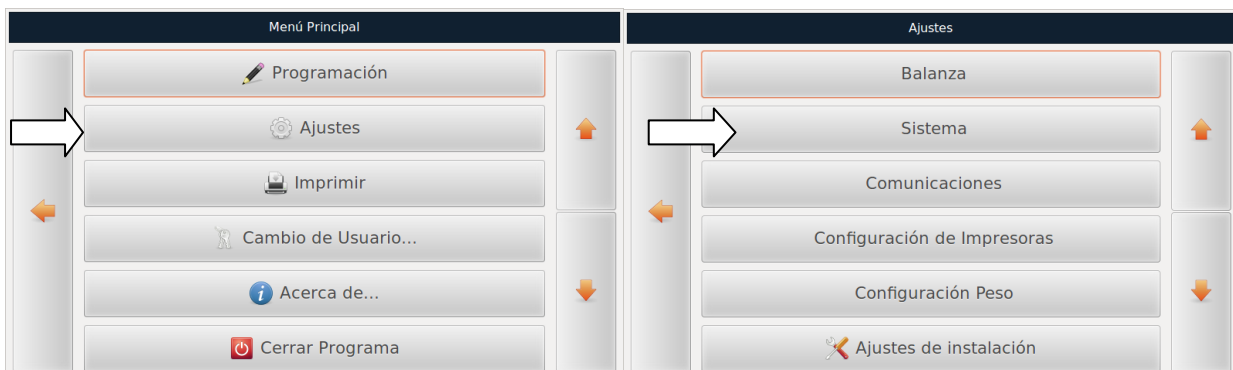 Menú Principal
Programación
Ajustes
Imprimir
Cambio de Usuario...
Acerca de...
Cerrar Programa
Ajustes
Balanza
Sistema
Comunicaciones
Configuración de Impresoras
Configuración Peso
Ajustes de instalación